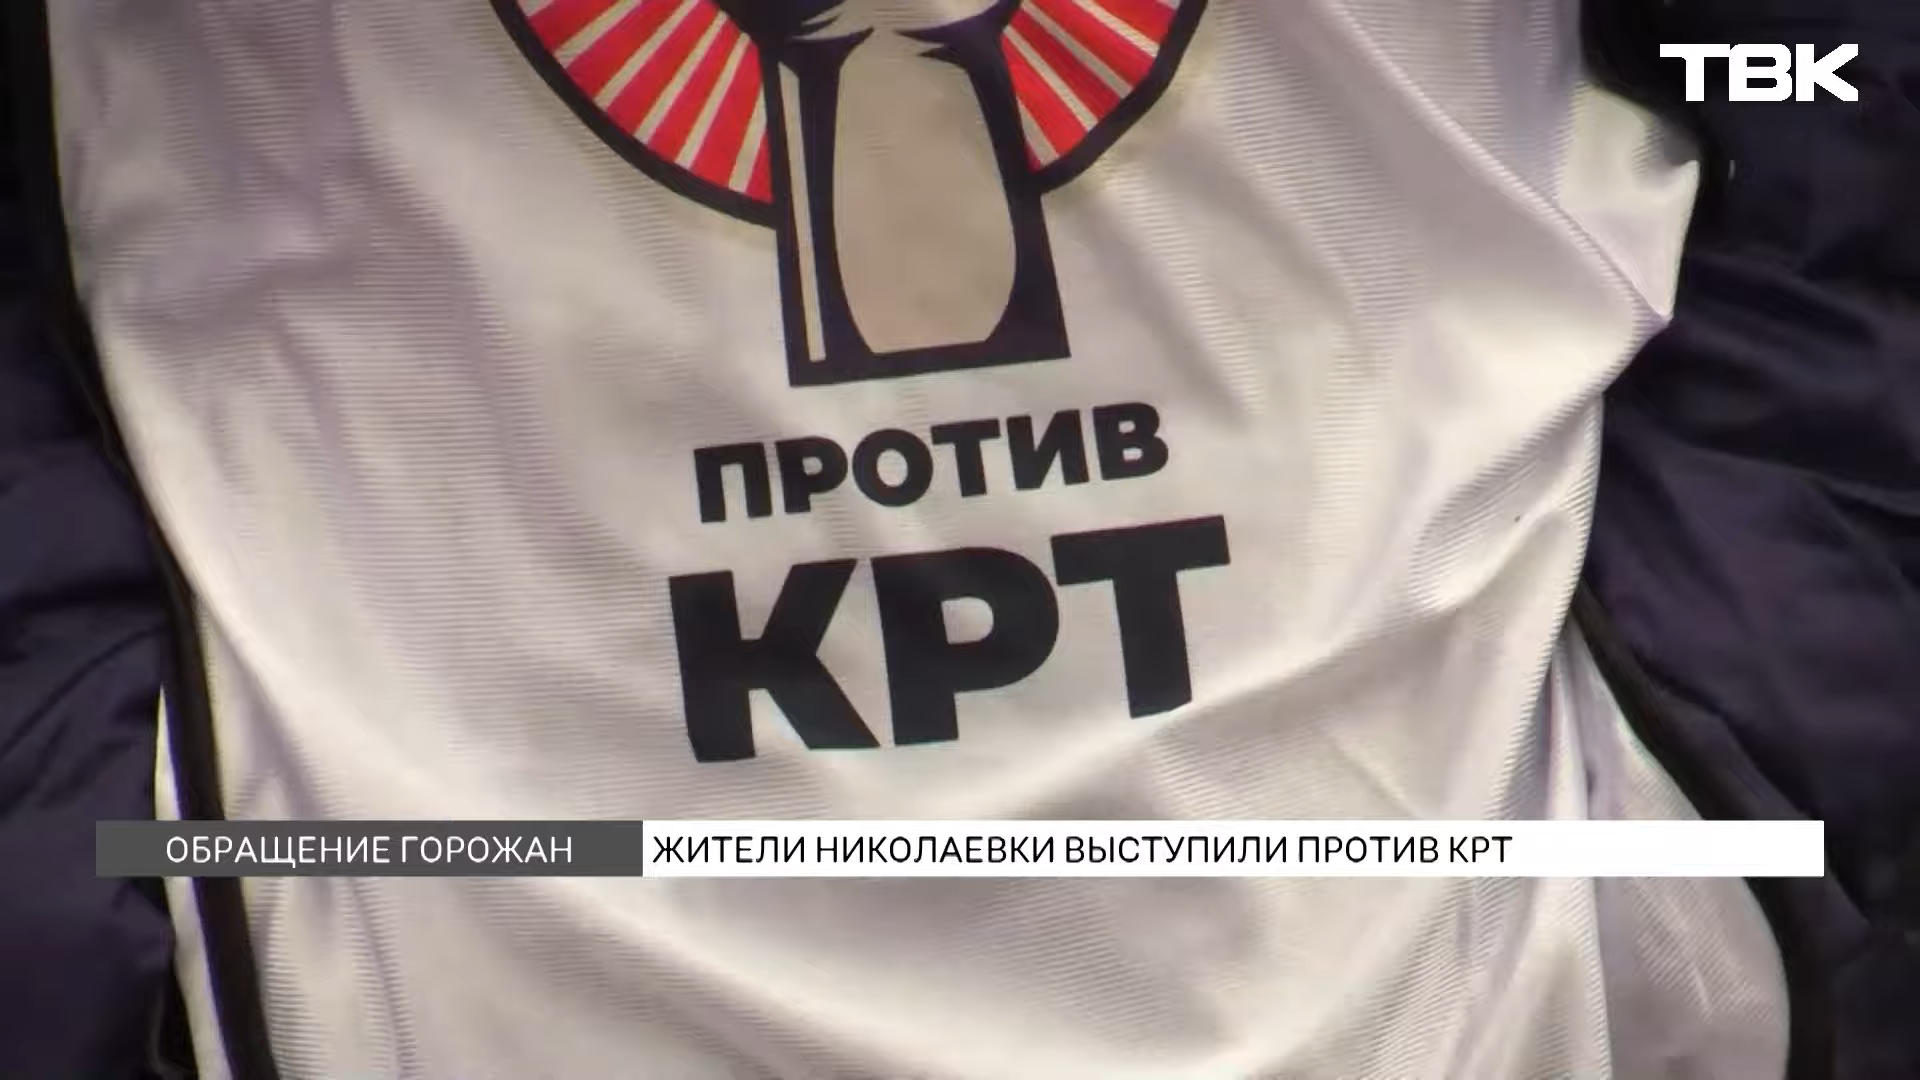 ТВК
ПРОТИВ
КРТ
ОБРАЩЕНИЕ ГОРОЖАН
ЖИТЕЛИ НИКОЛАЕВКИ ВЫСТУПИЛИ ПРОТИВ КРТ